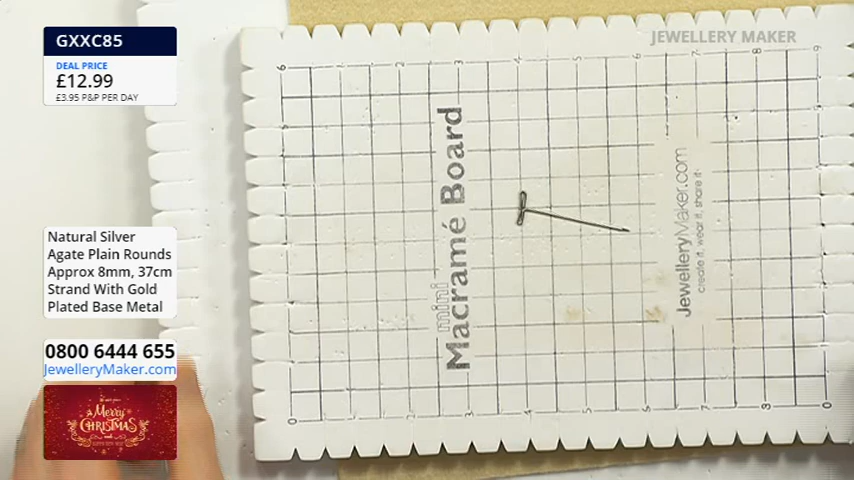 GXXC85
DEAL PRICE
£12.99
£3.95 P&P PER DAY
JEWELLERY MAKER
Natural Silver
Agate Plain Rounds
Approx 8mm, 37cm
Strand With Gold
Plated Base Metal
0800 6444 655
JewelleryMaker.com
Merry
CHRISTMAS
mini
Macramé Board
JewelleryMaker.com
create it, wear it, share it